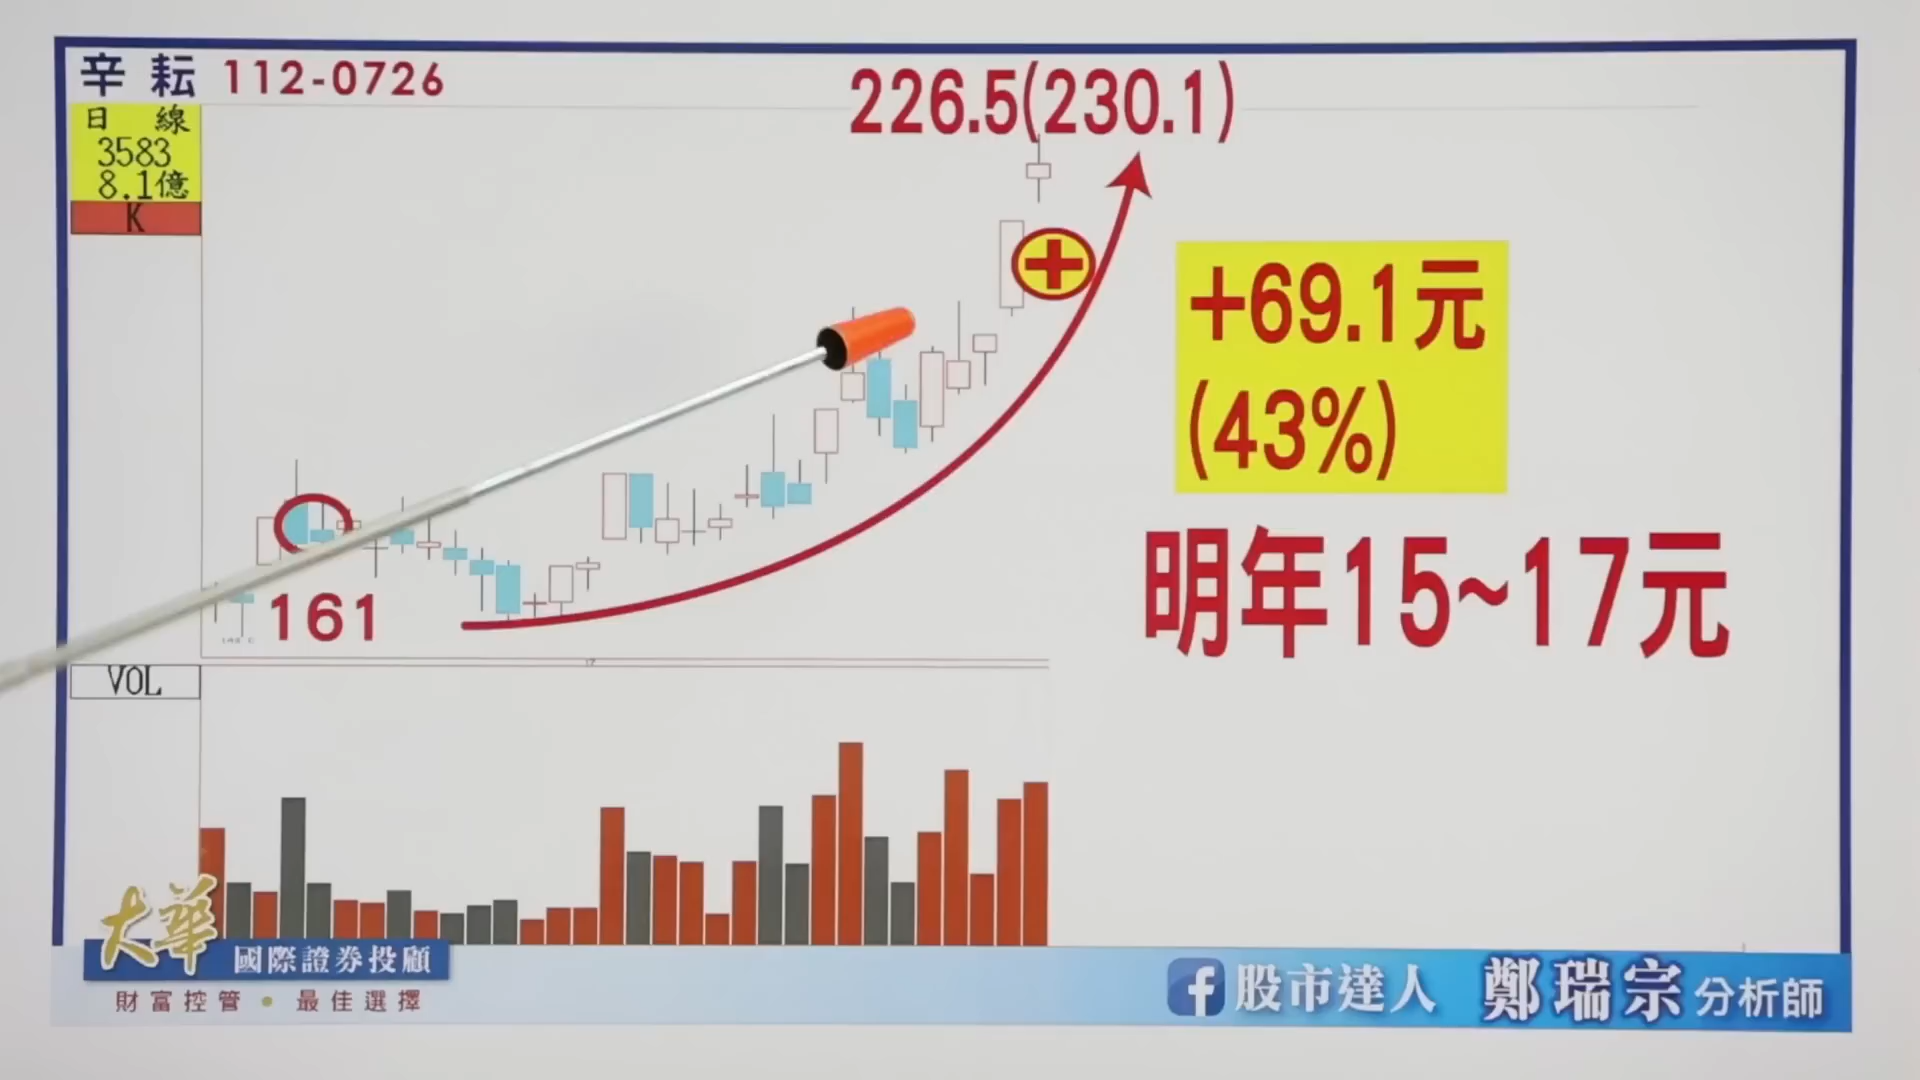 辛耘 112-0726
226.5(230.1)
日 線
3583
8.1億
K
+69.1元
(43%)
明年15~17元
161
17
VOL
大華
國際證券投顧
財富控管•最佳選擇
股市達人 鄭瑞宗 分析師